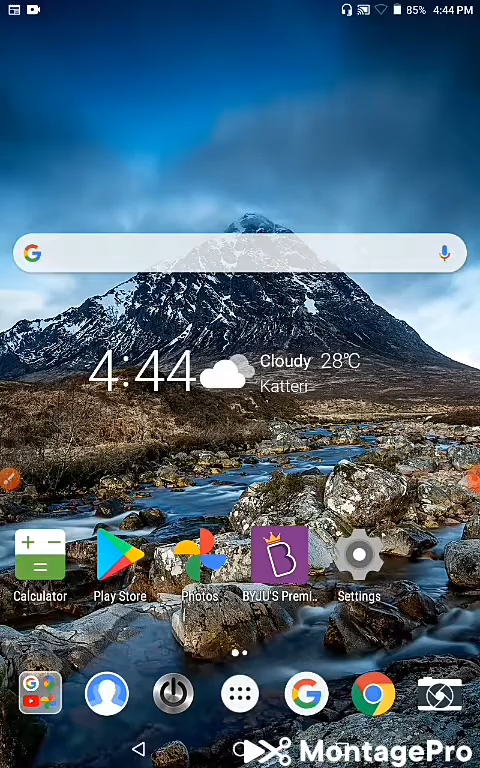 85% 4:44 PM
4:44
Cloudy 28℃
Katteri
Calculator
Play Store
Photos
BYJU'S Premi..
Settings
MontagePro